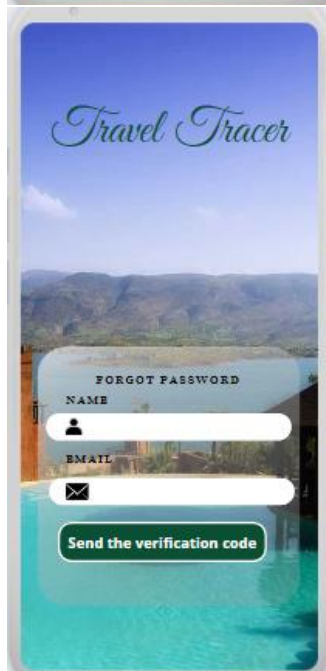 Travel Tracer
FORGOT PASSWORD
NAME
EMAIL
Send the verification code